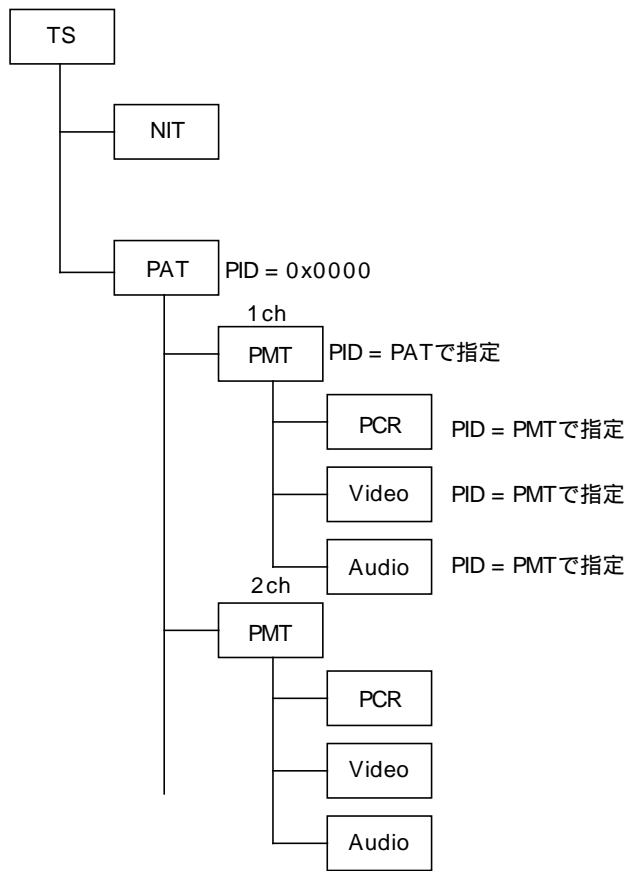 TS
NIT
PAT PID = 0x0000
1ch
PMT PID = PATで指定
PCR PID = PMTで指定
Video PID = PMTで指定
Audio PID = PMTで指定
2ch
PMT
PCR
Video
Audio